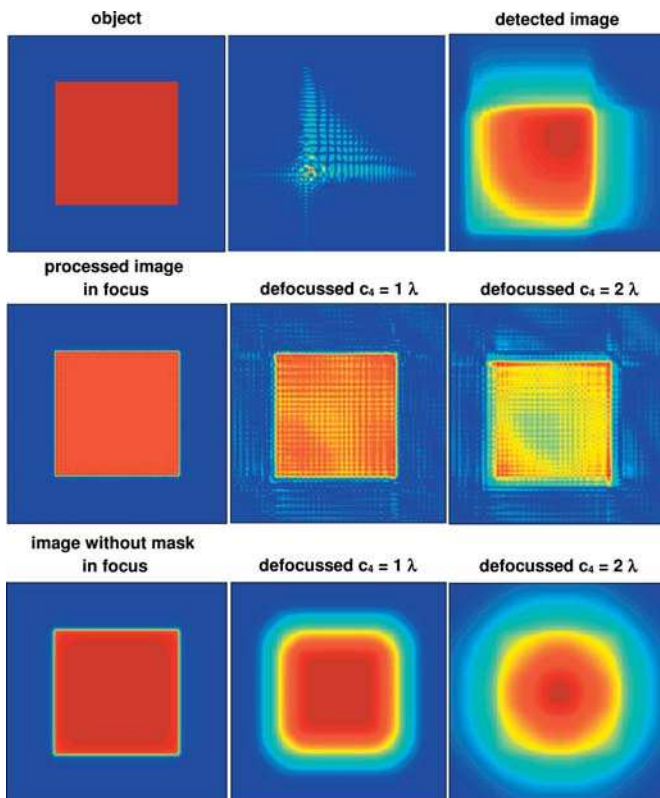 object
detected image
processed image
in focus
defocussed c₄ = 1 λ
defocussed c₄ = 2 λ
image without mask
in focus
defocussed c₄ = 1 λ
defocussed c₄ = 2 λ